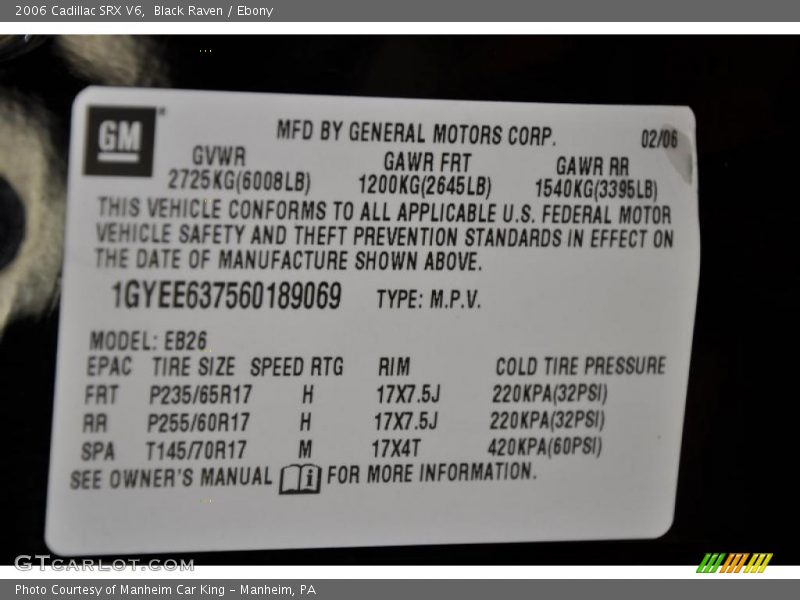 2006 Cadillac SRX V6, Black Raven / Ebony
GM
MFD BY GENERAL MOTORS CORP. 02/06
GVWR GAWR FRT GAWR RR
2725KG(6008LB) 1200KG(2645LB) 1540KG(3395LB)
THIS VEHICLE CONFORMS TO ALL APPLICABLE U.S. FEDERAL MOTOR
VEHICLE SAFETY AND THEFT PREVENTION STANDARDS IN EFFECT ON
THE DATE OF MANUFACTURE SHOWN ABOVE.
1GYEE637560189069 TYPE: M.P.V.
MODEL: EB26
EPAC TIRE SIZE SPEED RTG RIM COLD TIRE PRESSURE
FRT P235/65R17 H 17X7.5J 220KPA(32PSI)
RR P255/60R17 H 17X7.5J 220KPA(32PSI)
SPA T145/70R17 M 17X4T 420KPA(60PSI)
SEE OWNER'S MANUAL i FOR MORE INFORMATION.
GTCARLOT.COM
Photo Courtesy of Manheim Car King - Manheim, PA